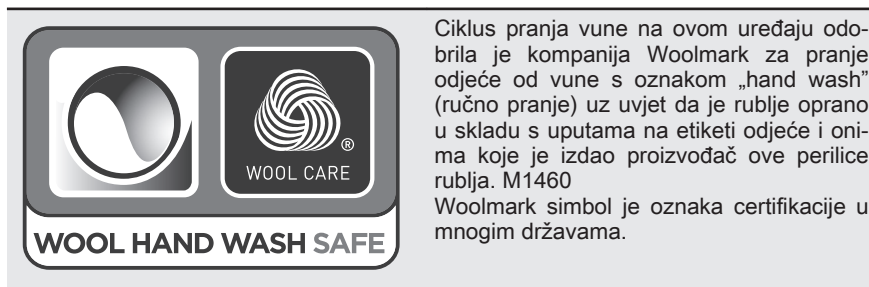 WOOL CARE
®
WOOL HAND WASH SAFE
Ciklus pranja vune na ovom uređaju odo-
brila je kompanija Woolmark za pranje
odjeće od vune s oznakom „hand wash”
(ručno pranje) uz uvjet da je rublje oprano
u skladu s uputama na etiketi odjeće i oni-
ma koje je izdao proizvođač ove perilice
rublja. M1460
Woolmark simbol je oznaka certifikacije u
mnogim državama.